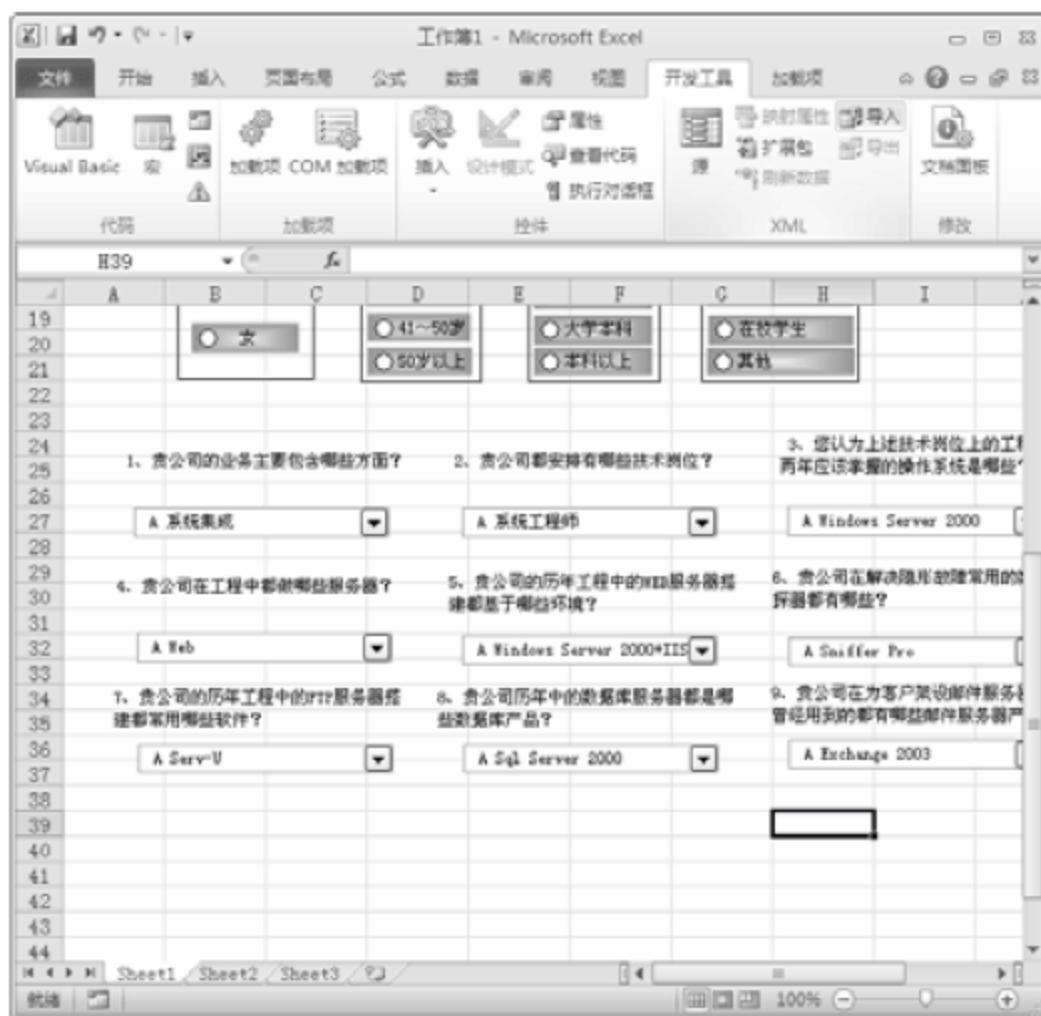 工作簿1 - Microsoft Excel
文件 开始 插入 页面布局 公式 数据 审阅 视图 开发工具 加载项
Visual Basic 宏 加载项 COM 加载项 插入 设计模式 属性 查看代码 执行对话框 源 映射属性 扩展包 刷新数据 导入 导出 文档面板
代码 加载项 控件 XML 修改
H39 fx
A B C D E F G H I
19
20
21
22
23
24
25
26
27
28
29
30
31
32
33
34
35
36
37
38
39
40
41
42
43
44
女
41～50岁
50岁以上
大学本科
本科以上
在校学生
其他
1、贵公司的业务主要包含哪些方面？
A 系统集成
2、贵公司都安排有哪些技术岗位？
A 系统工程师
3、您认为上述技术岗位上的工程
两年应该掌握的操作系统是哪些？
A Windows Server 2000
4、贵公司在工程中都做哪些服务器？
A Web
5、贵公司的历年工程中的WEB服务器搭
建都基于哪些环境？
A Windows Server 2000+IIS
6、贵公司在解决隐形故障常用的
探器都有哪些？
A Sniffer Pro
7、贵公司的历年工程中的FTP服务器搭
建都常用哪些软件？
A Serv-U
8、贵公司历年中的数据库服务器都是哪
些数据库产品？
A Sql Server 2000
9、贵公司在为客户架设邮件服务器
曾经用到的都有哪些邮件服务器产
A Exchange 2003
Sheet1 Sheet2 Sheet3
就绪 100%